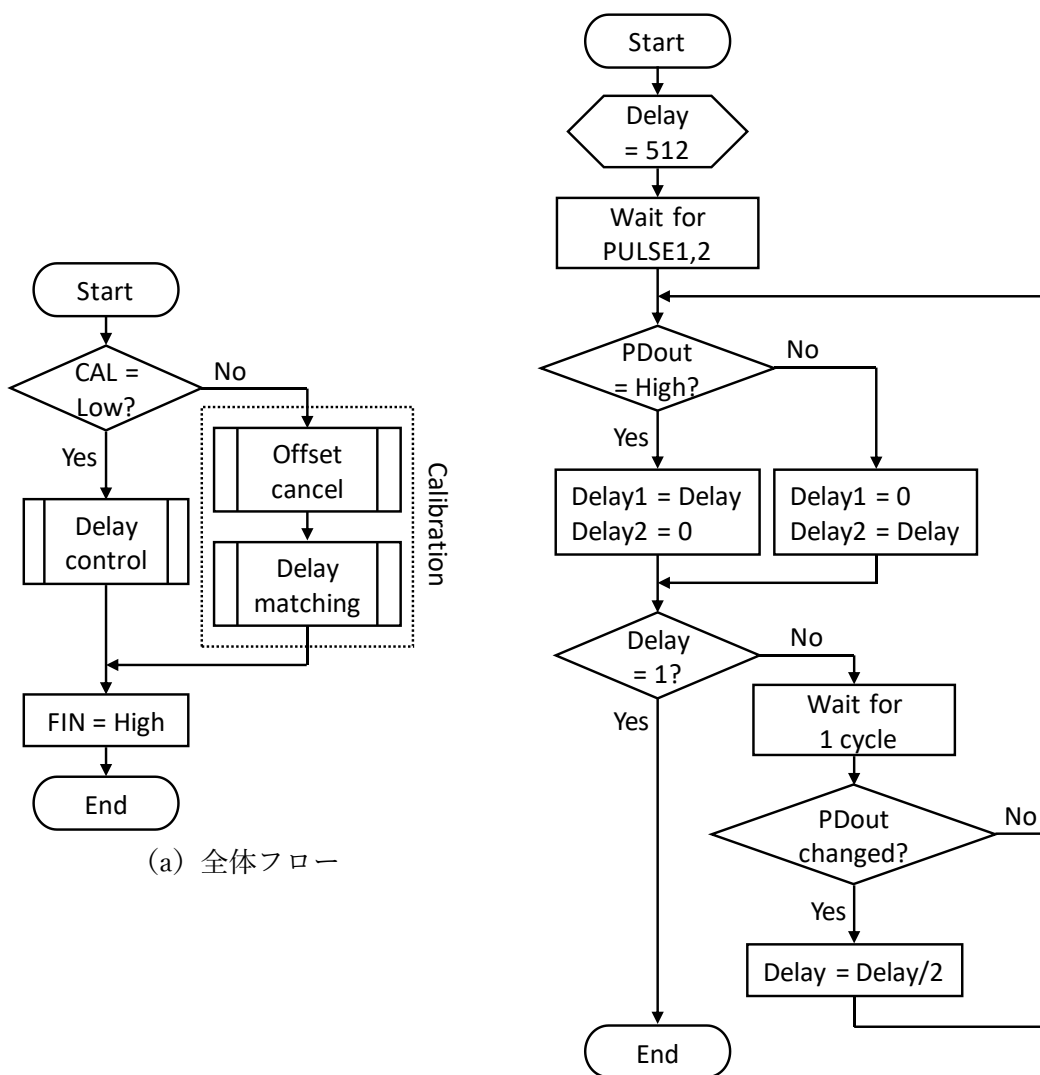 Start
CAL =
Low?
No
Yes
Offset
cancel
Delay
control
Delay
matching
Calibration
FIN = High
End
(a) 全体フロー
Start
Delay
= 512
Wait for
PULSE1,2
PDout
= High?
No
Yes
Delay1 = Delay
Delay2 = 0
Delay1 = 0
Delay2 = Delay
Delay
= 1?
No
Yes
Wait for
1 cycle
PDout
changed?
No
Yes
Delay = Delay/2
End